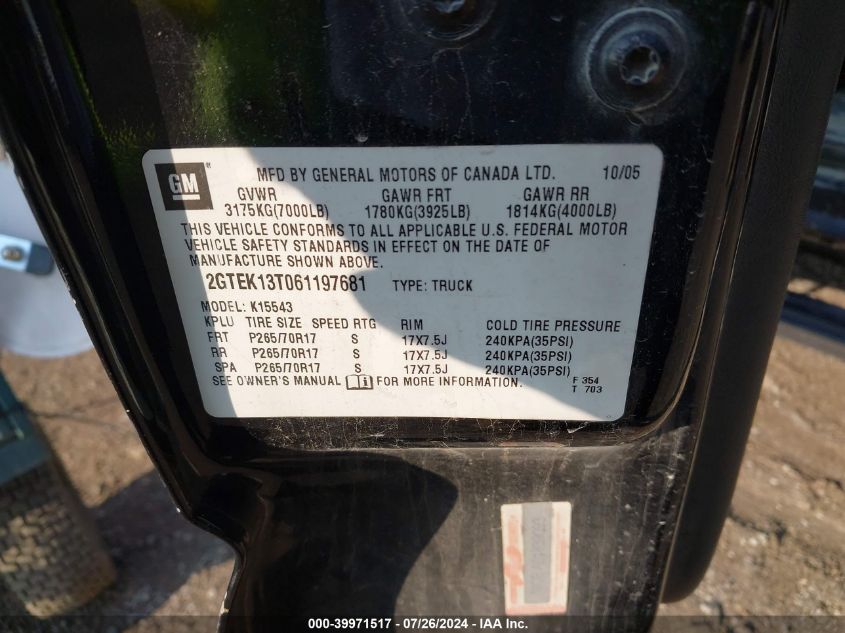 GM
MFD BY GENERAL MOTORS OF CANADA LTD. 10/05
GVWR GAWR FRT GAWR RR
3175KG(7000LB) 1780KG(3925LB) 1814KG(4000LB)
THIS VEHICLE CONFORMS TO ALL APPLICABLE U.S. FEDERAL MOTOR
VEHICLE SAFETY STANDARDS IN EFFECT ON THE DATE OF
MANUFACTURE SHOWN ABOVE.
2GTEK13T061197681 TYPE: TRUCK
MODEL: K15543
KPLU TIRE SIZE SPEED RTG RIM COLD TIRE PRESSURE
FRT P265/70R17 S 17X7.5J 240KPA(35PSI)
RR P265/70R17 S 17X7.5J 240KPA(35PSI)
SPA P265/70R17 S 17X7.5J 240KPA(35PSI)
SEE OWNER'S MANUAL FOR MORE INFORMATION.
F 354
T 703
000-39971517 - 07/26/2024 - IAA Inc.